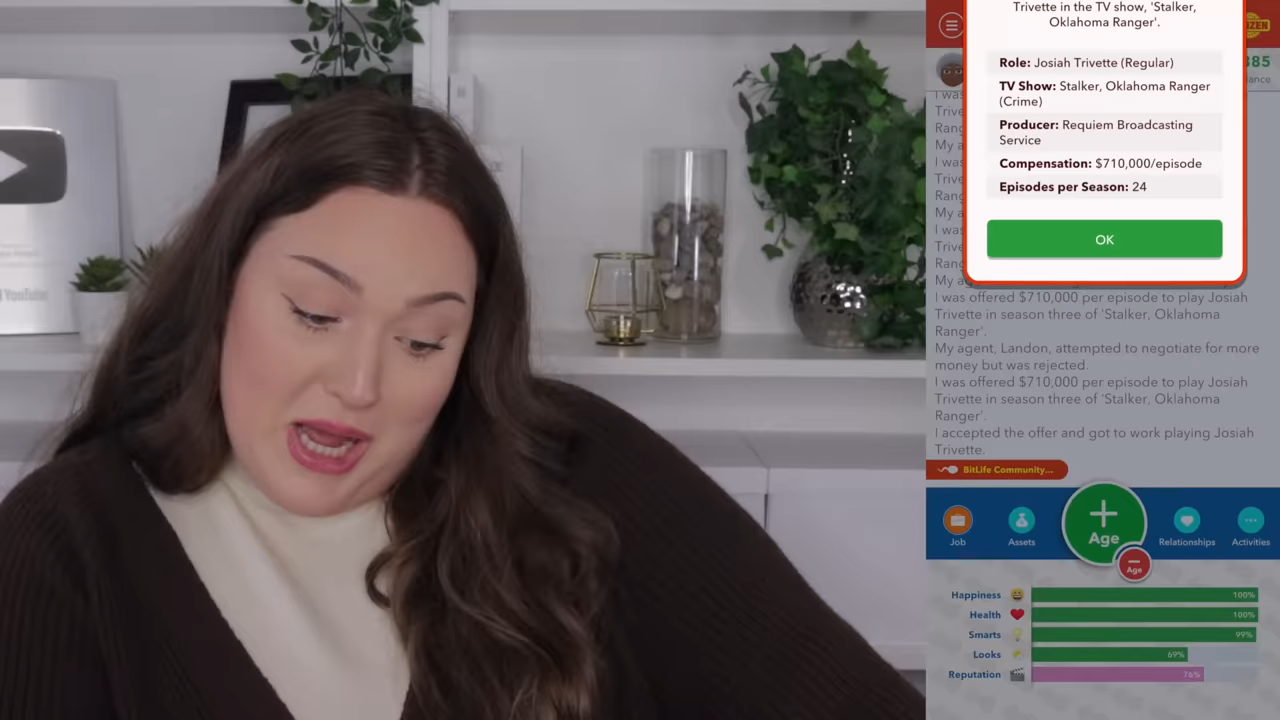 YouTube
Trivette in the TV show, 'Stalker,
Oklahoma Ranger'.
Role: Josiah Trivette (Regular)
TV Show: Stalker, Oklahoma Ranger
(Crime)
Producer: Requiem Broadcasting
Service
Compensation: $710,000/episode
Episodes per Season: 24
OK
I was offered $710,000 per episode to play Josiah
Trivette in season three of 'Stalker, Oklahoma
Ranger'.
My agent, Landon, attempted to negotiate for more
money but was rejected.
I was offered $710,000 per episode to play Josiah
Trivette in season three of 'Stalker, Oklahoma
Ranger'.
I accepted the offer and got to work playing Josiah
Trivette.
BitLife Community...
Job
Assets
+
Age
Relationships
Activities
Age
Happiness 100%
Health 100%
Smarts 99%
Looks 69%
Reputation 76%